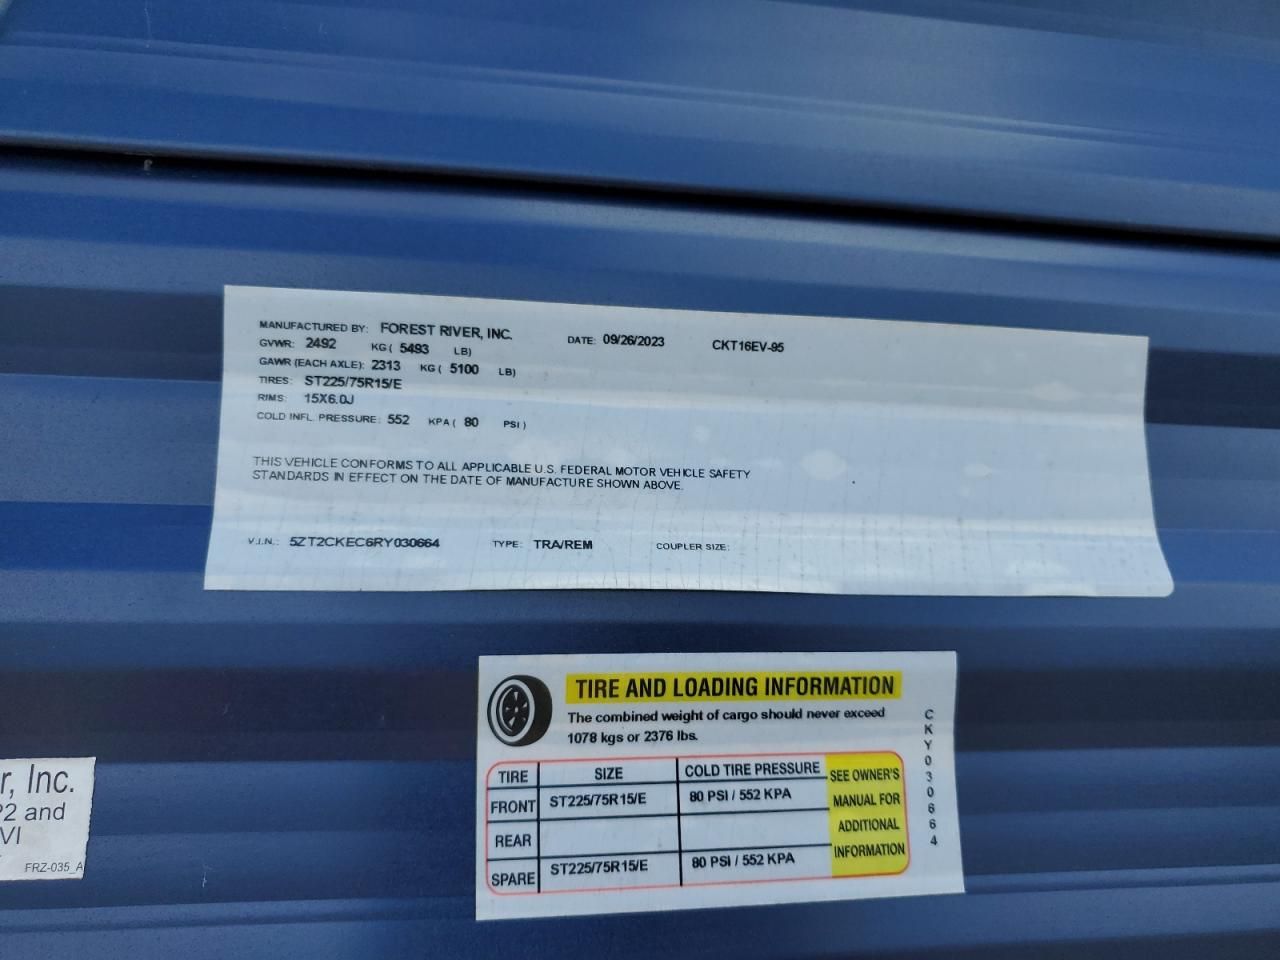 MANUFACTURED BY: FOREST RIVER, INC. DATE: 09/26/2023 CKT16EV-95
GVWR: 2492 KG ( 5493 LB)
GAWR (EACH AXLE): 2313 KG ( 5100 LB)
TIRES: ST225/75R15/E
RIMS: 15X6.0J
COLD INFL. PRESSURE: 552 KPA ( 80 PSI )
THIS VEHICLE CONFORMS TO ALL APPLICABLE U.S. FEDERAL MOTOR VEHICLE SAFETY
STANDARDS IN EFFECT ON THE DATE OF MANUFACTURE SHOWN ABOVE.
V.I.N.: 5ZT2CKEC6RY030664 TYPE: TRA/REM COUPLER SIZE:
TIRE AND LOADING INFORMATION
The combined weight of cargo should never exceed
1078 kgs or 2376 lbs.
TIRE SIZE COLD TIRE PRESSURE
FRONT ST225/75R15/E 80 PSI / 552 KPA
REAR
SPARE ST225/75R15/E 80 PSI / 552 KPA
SEE OWNER'S
MANUAL FOR
ADDITIONAL
INFORMATION
CKY030664
r, Inc.
P2 and
VI
FRZ-035_A